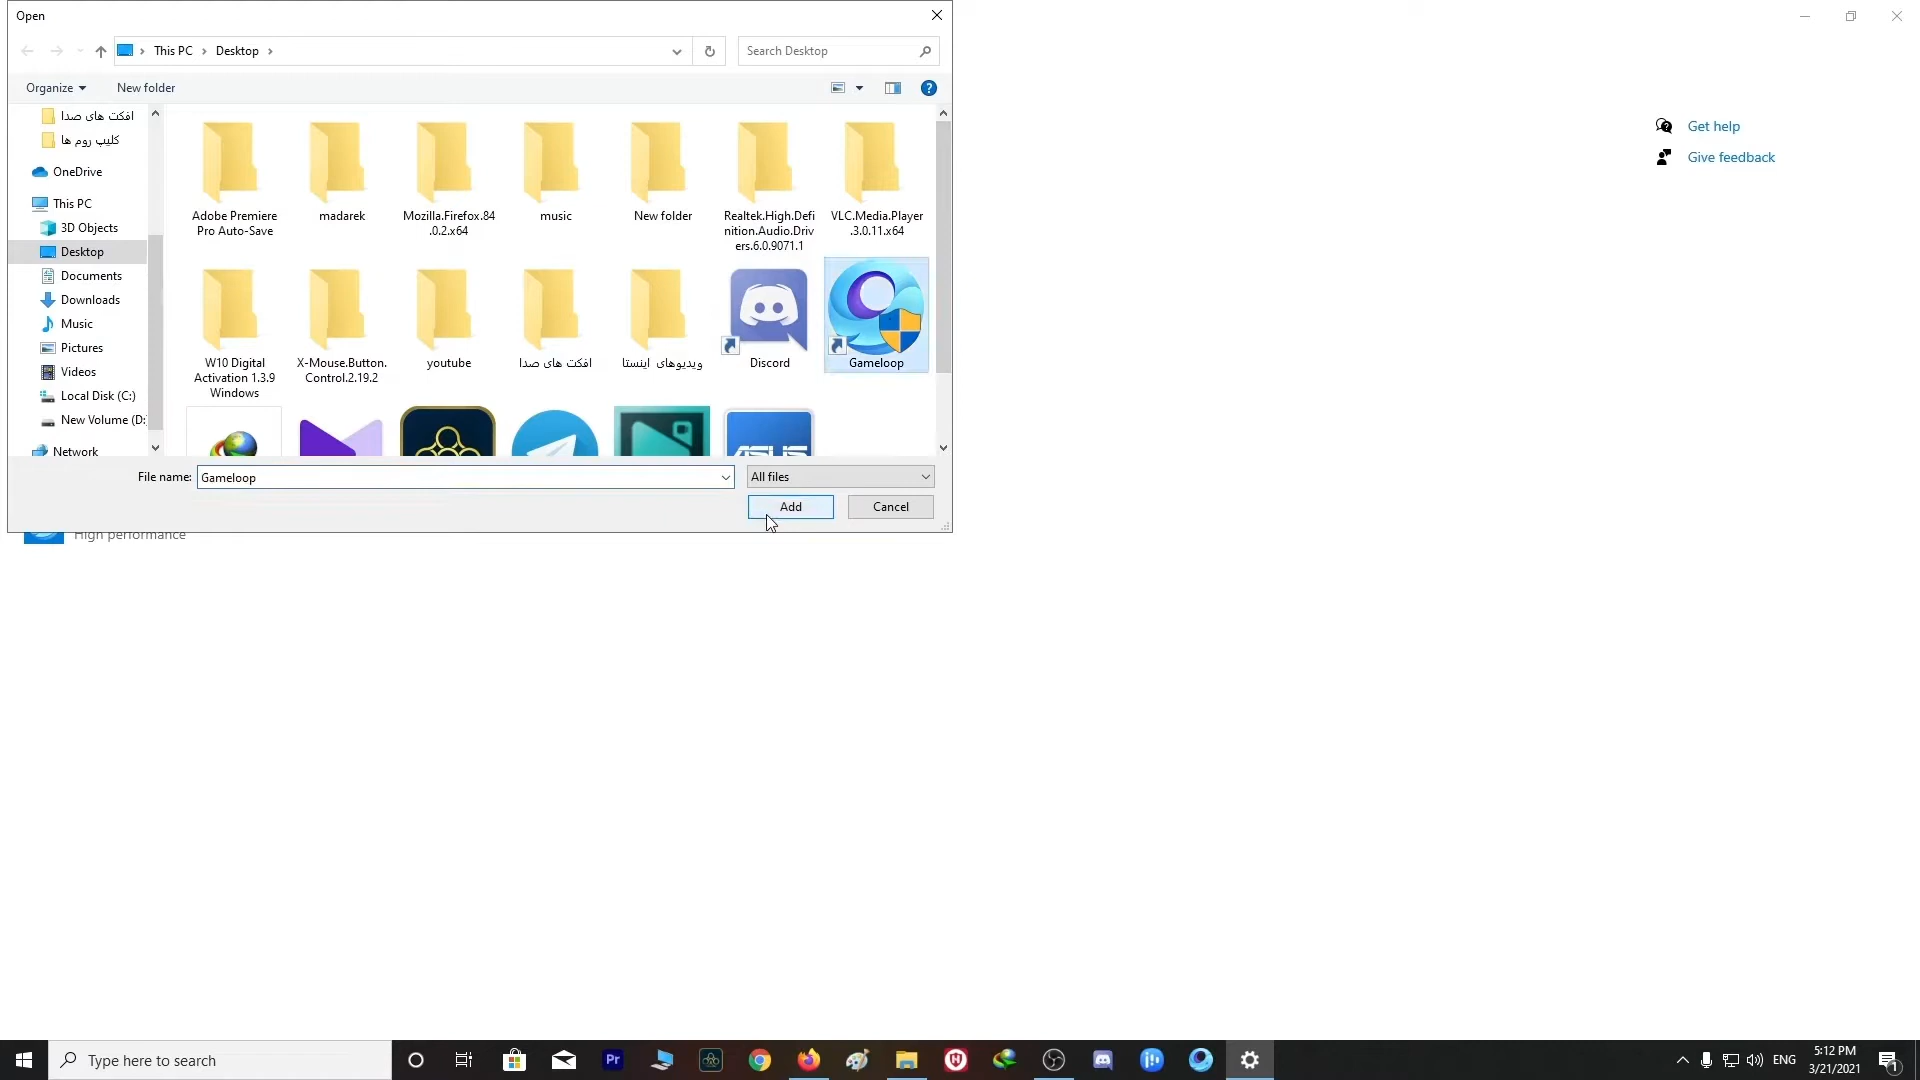 Open
This PC
Desktop
Search Desktop
Organize
New folder
افکت های صدا
کلیپ روم ها
OneDrive
This PC
3D Objects
Desktop
Documents
Downloads
Music
Pictures
Videos
Local Disk (C:)
New Volume (D:
Network
Adobe Premiere
Pro Auto-Save
madarek
Mozilla.Firefox.84
.0.2.x64
music
New folder
Realtek.High.Defi
nition.Audio.Driv
ers.6.0.9071.1
VLC.Media.Player
.3.0.11.x64
W10 Digital
Activation 1.3.9
Windows
X-Mouse.Button.
Control.2.19.2
youtube
افکت های صدا
ویدیوهای اینستا
Discord
Gameloop
File name:
Gameloop
All files
Add
Cancel
High performance
Get help
Give feedback
Type here to search
Pr
ENG
5:12 PM
3/21/2021
1